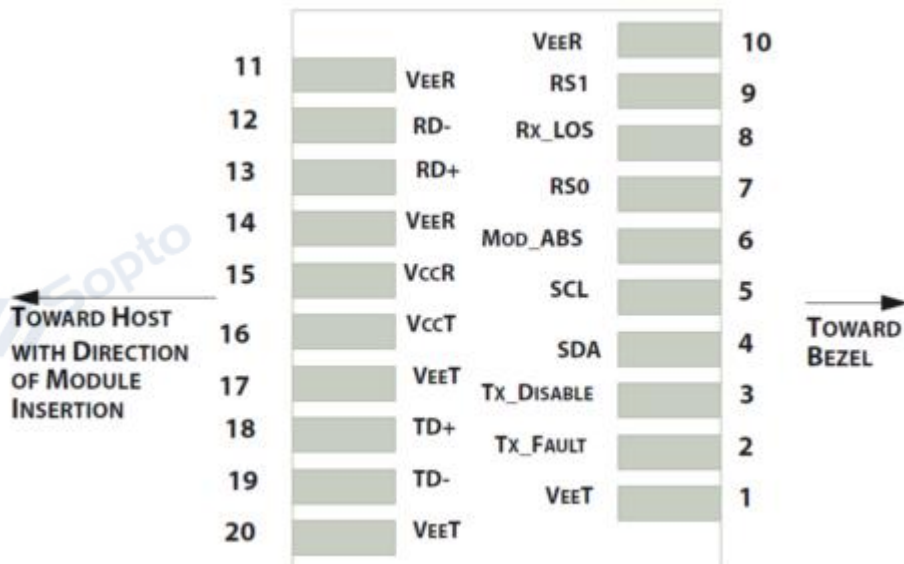 VEER 10
11 VEER
RS1 9
12 RD-
RX_LOS 8
13 RD+
RS0 7
14 VEER
MOD_ABS 6
15 VCCR
SCL 5
TOWARD HOST
WITH DIRECTION
OF MODULE
INSERTION
TOWARD
BEZEL
16 VCCT
SDA 4
17 VEET
TX_DISABLE 3
18 TD+
TX_FAULT 2
19 TD-
VEET 1
20 VEET
Sopto